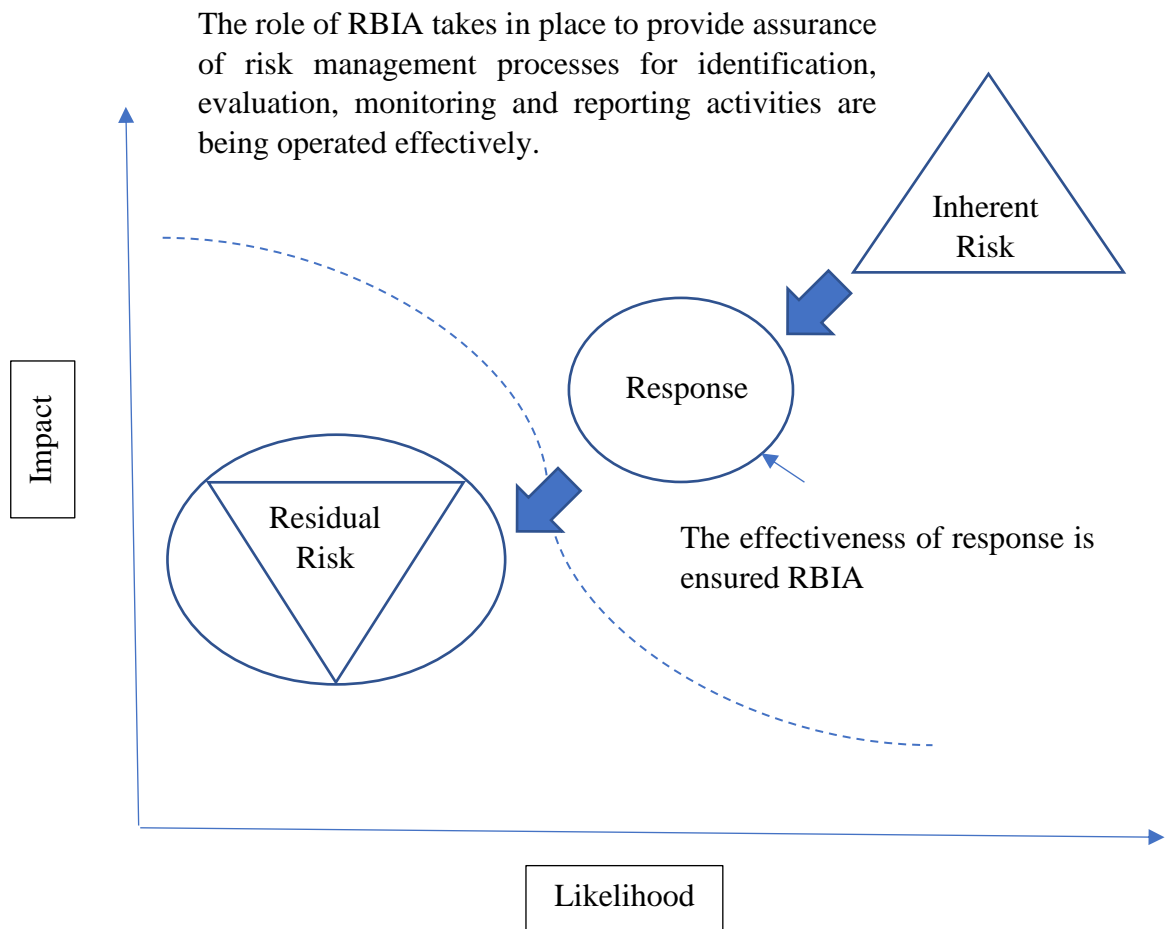 The role of RBIA takes in place to provide assurance
of risk management processes for identification,
evaluation, monitoring and reporting activities are
being operated effectively.
Inherent
Risk
Response
Impact
Residual
Risk
The effectiveness of response is
ensured RBIA
Likelihood